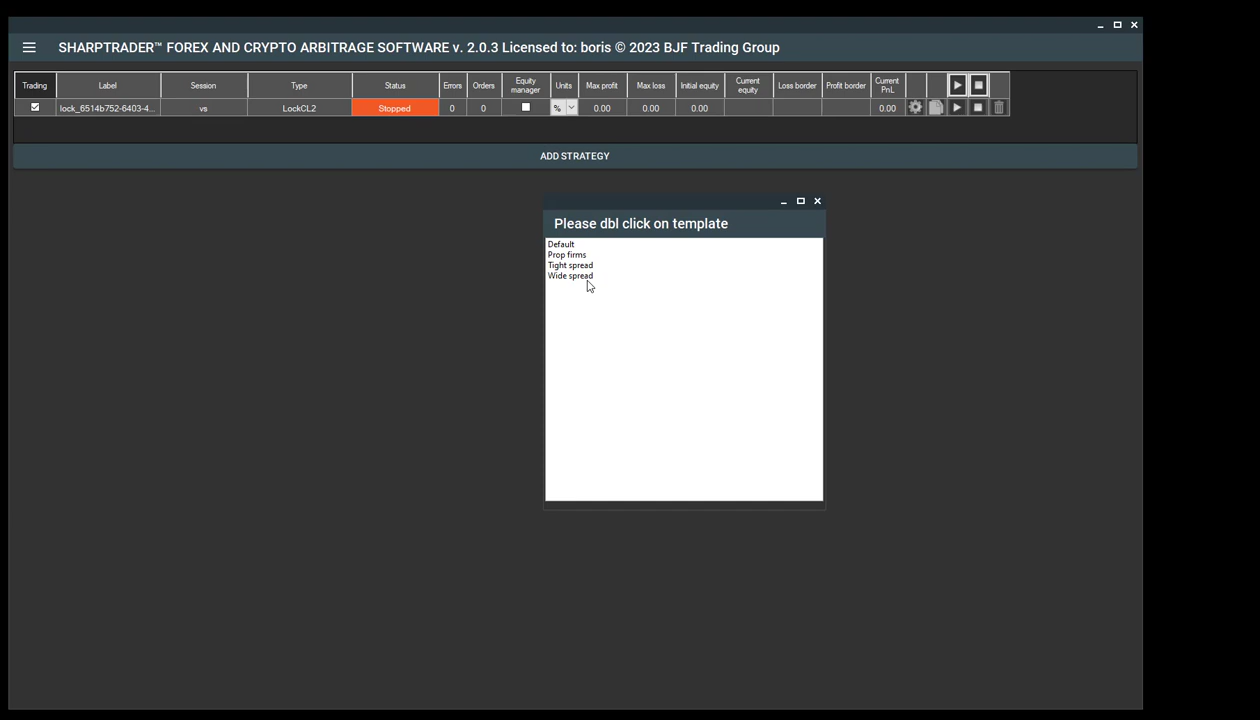 SHARPTRADER™ FOREX AND CRYPTO ARBITRAGE SOFTWARE v. 2.0.3 Licensed to: boris © 2023 BJF Trading Group
Trading Label Session Type Status Errors Orders Equity manager Units Max profit Max loss Initial equity Current equity Loss border Profit border Current PnL
lock_6514b752-6403-4... vs LockCL2 Stopped 0 0 % 0.00 0.00 0.00 0.00
ADD STRATEGY
Please dbl click on template
Default
Prop firms
Tight spread
Wide spread